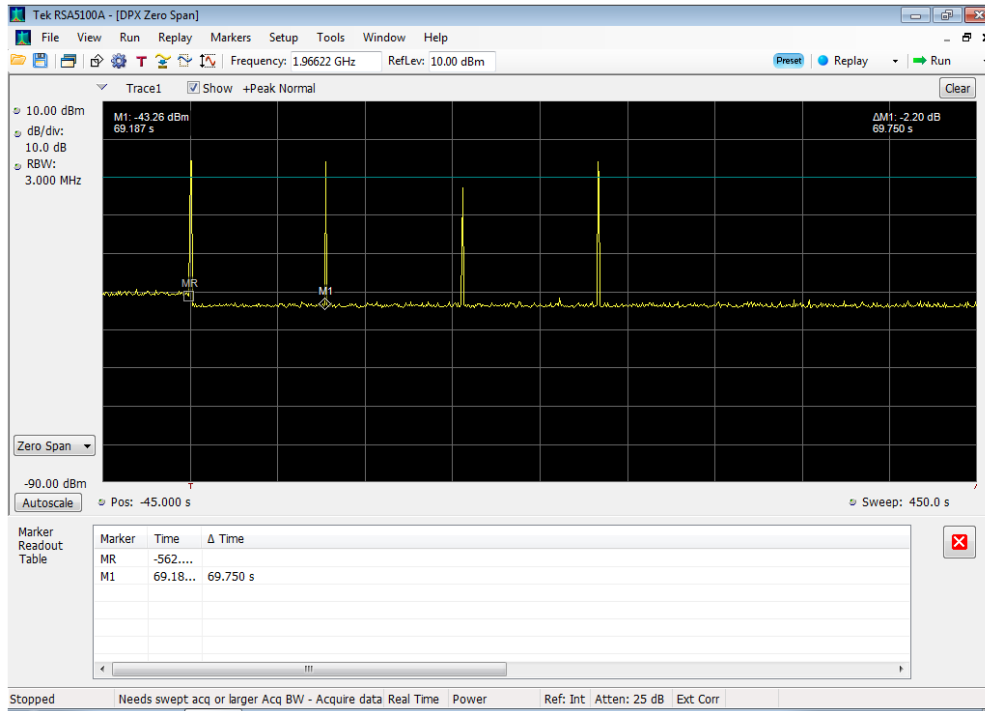 Tek RSA5100A - [DPX Zero Span]
File View Run Replay Markers Setup Tools Window Help
T Frequency: 1.96622 GHz RefLev: 10.00 dBm Preset Replay Run
Trace1 Show +Peak Normal Clear
10.00 dBm
dB/div:
10.0 dB
RBW:
3.000 MHz
M1: -43.26 dBm
69.187 s
ΔM1: -2.20 dB
69.750 s
MR
M1
Zero Span
-90.00 dBm
T
Autoscale Pos: -45.000 s Sweep: 450.0 s
Marker
Readout
Table
Marker Time Δ Time
MR -562....
M1 69.18... 69.750 s
Stopped Needs swept acq or larger Acq BW - Acquire data Real Time Power Ref: Int Atten: 25 dB Ext Corr